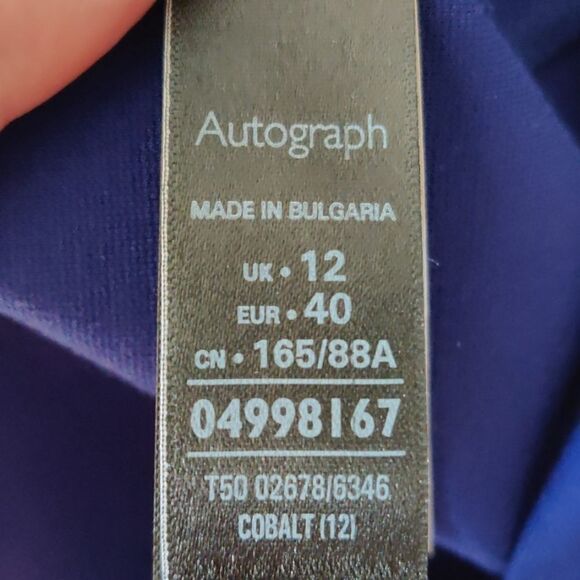 Autograph
MADE IN BULGARIA
UK • 12
EUR • 40
CN • 165/88A
04998167
T50 02678/6346
COBALT (12)